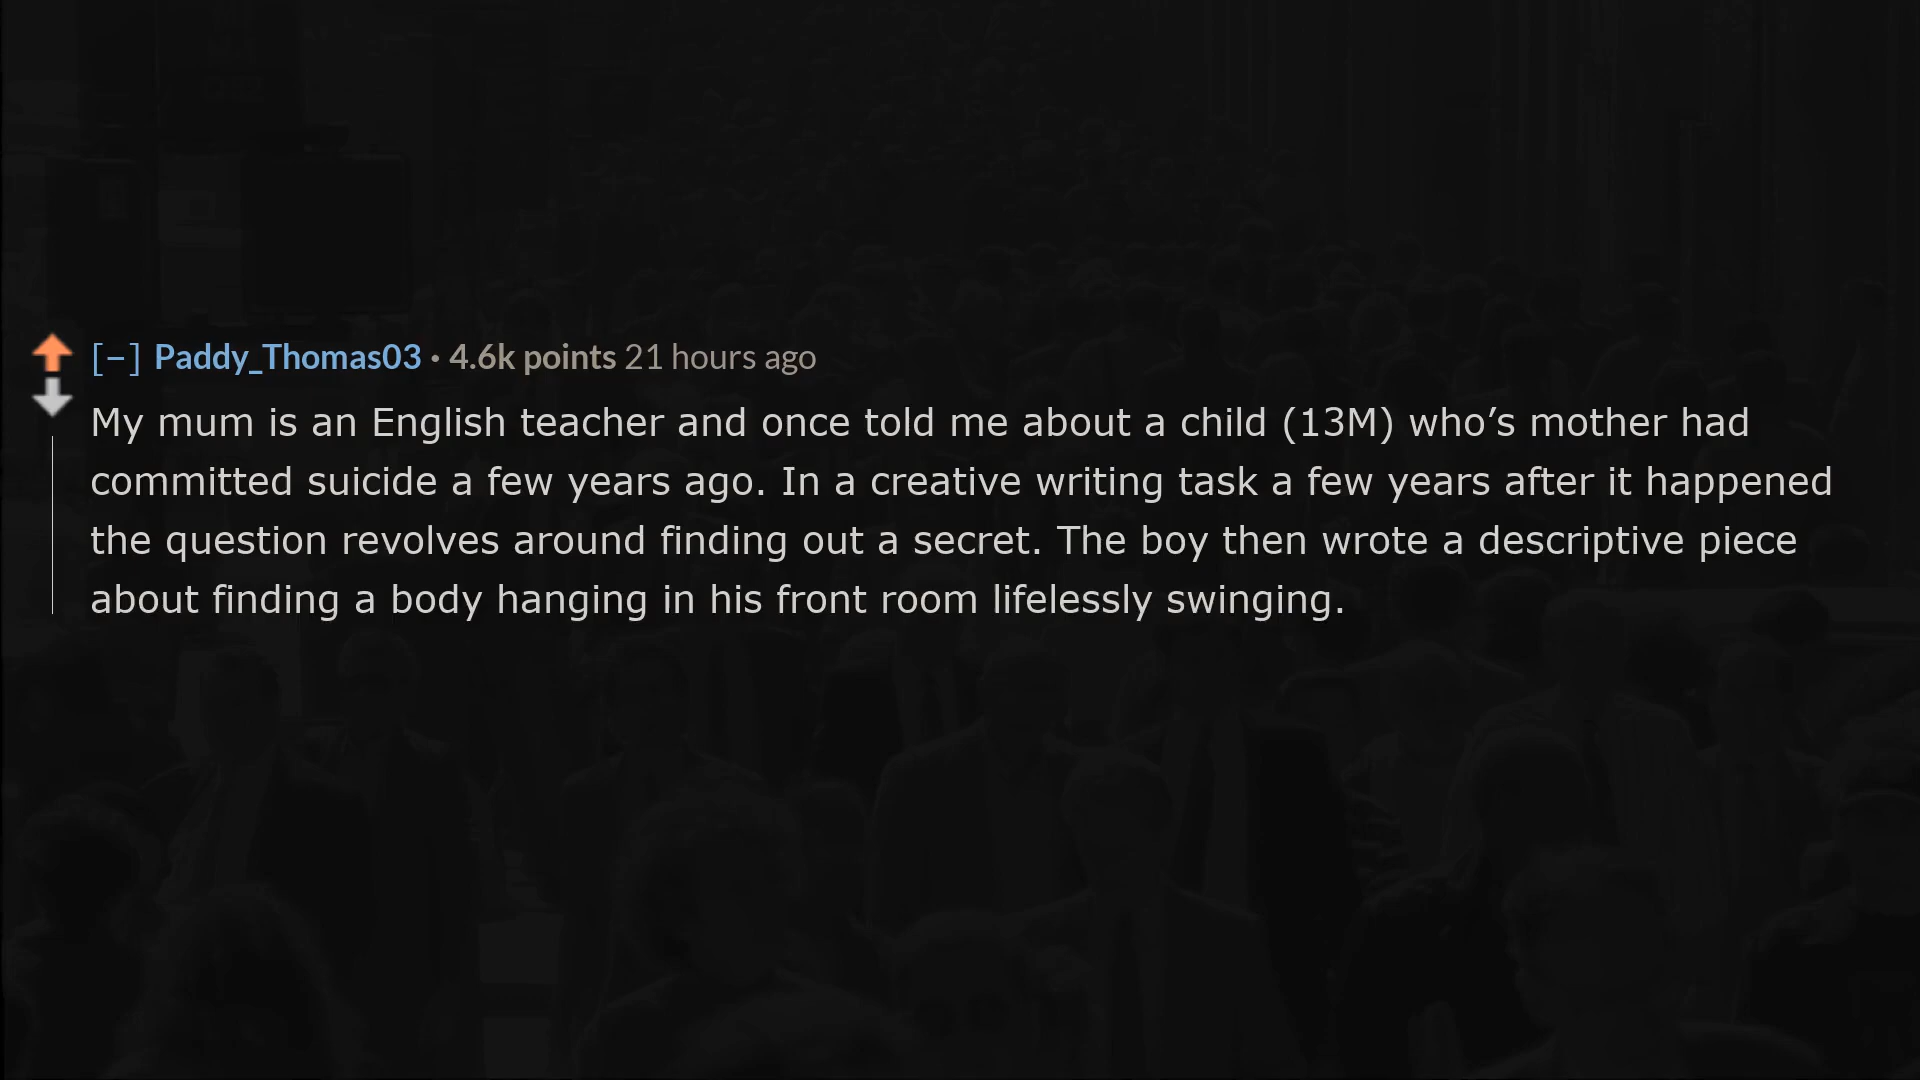 [–] Paddy_Thomas03 • 4.6k points 21 hours ago
My mum is an English teacher and once told me about a child (13M) who’s mother had
committed suicide a few years ago. In a creative writing task a few years after it happened
the question revolves around finding out a secret. The boy then wrote a descriptive piece
about finding a body hanging in his front room lifelessly swinging.